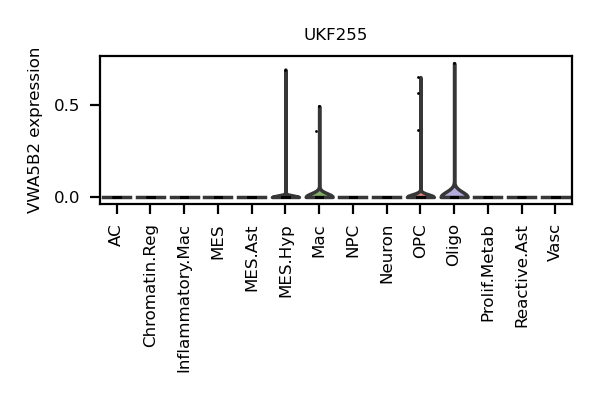 UKF255
VWA5B2 expression
0.5
0.0
AC
Chromatin.Reg
Inflammatory.Mac
MES
MES.Ast
MES.Hyp
Mac
NPC
Neuron
OPC
Oligo
Prolif.Metab
Reactive.Ast
Vasc